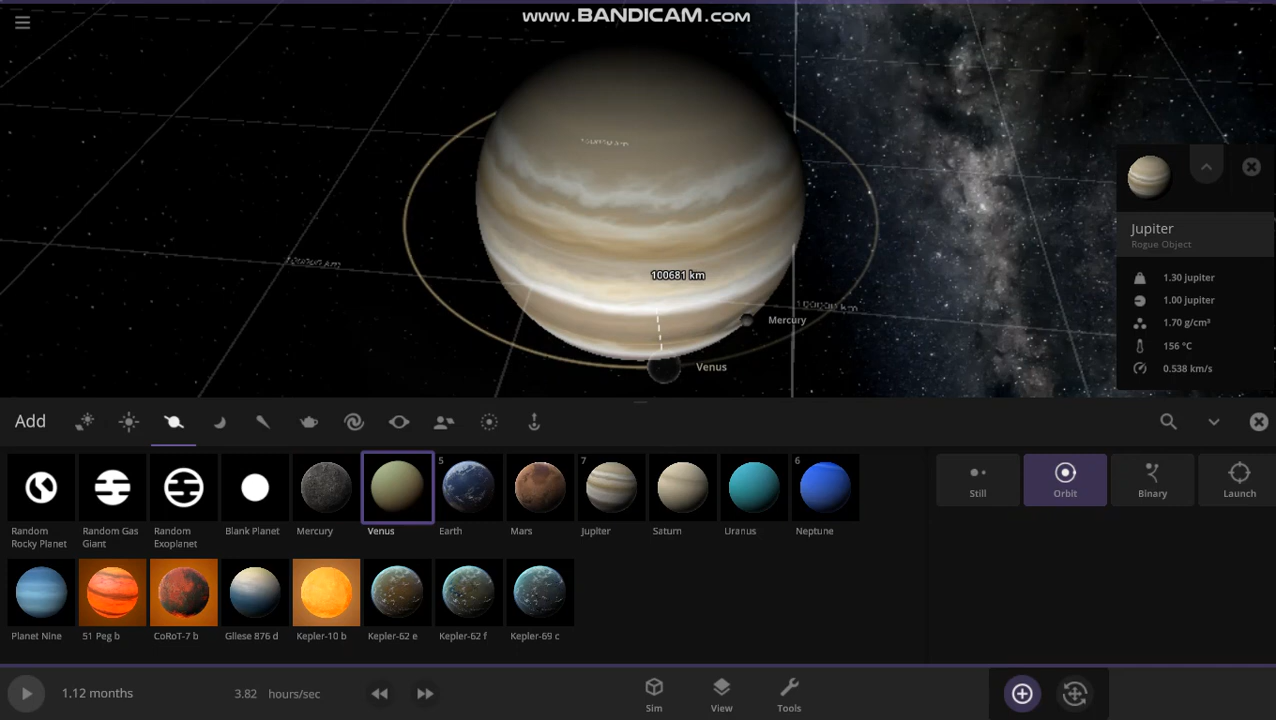 www.BANDICAM.com
100681 km
Mercury
Venus
Jupiter
Rogue Object
1.30 jupiter
1.00 jupiter
1.70 g/cm³
156 °C
0.538 km/s
Add
5
7
6
Random Rocky Planet
Random Gas Giant
Random Exoplanet
Blank Planet
Mercury
Venus
Earth
Mars
Jupiter
Saturn
Uranus
Neptune
Planet Nine
51 Peg b
CoRoT-7 b
Gliese 876 d
Kepler-10 b
Kepler-62 e
Kepler-62 f
Kepler-69 c
Still
Orbit
Binary
Launch
1.12 months
3.82 hours/sec
Sim
View
Tools